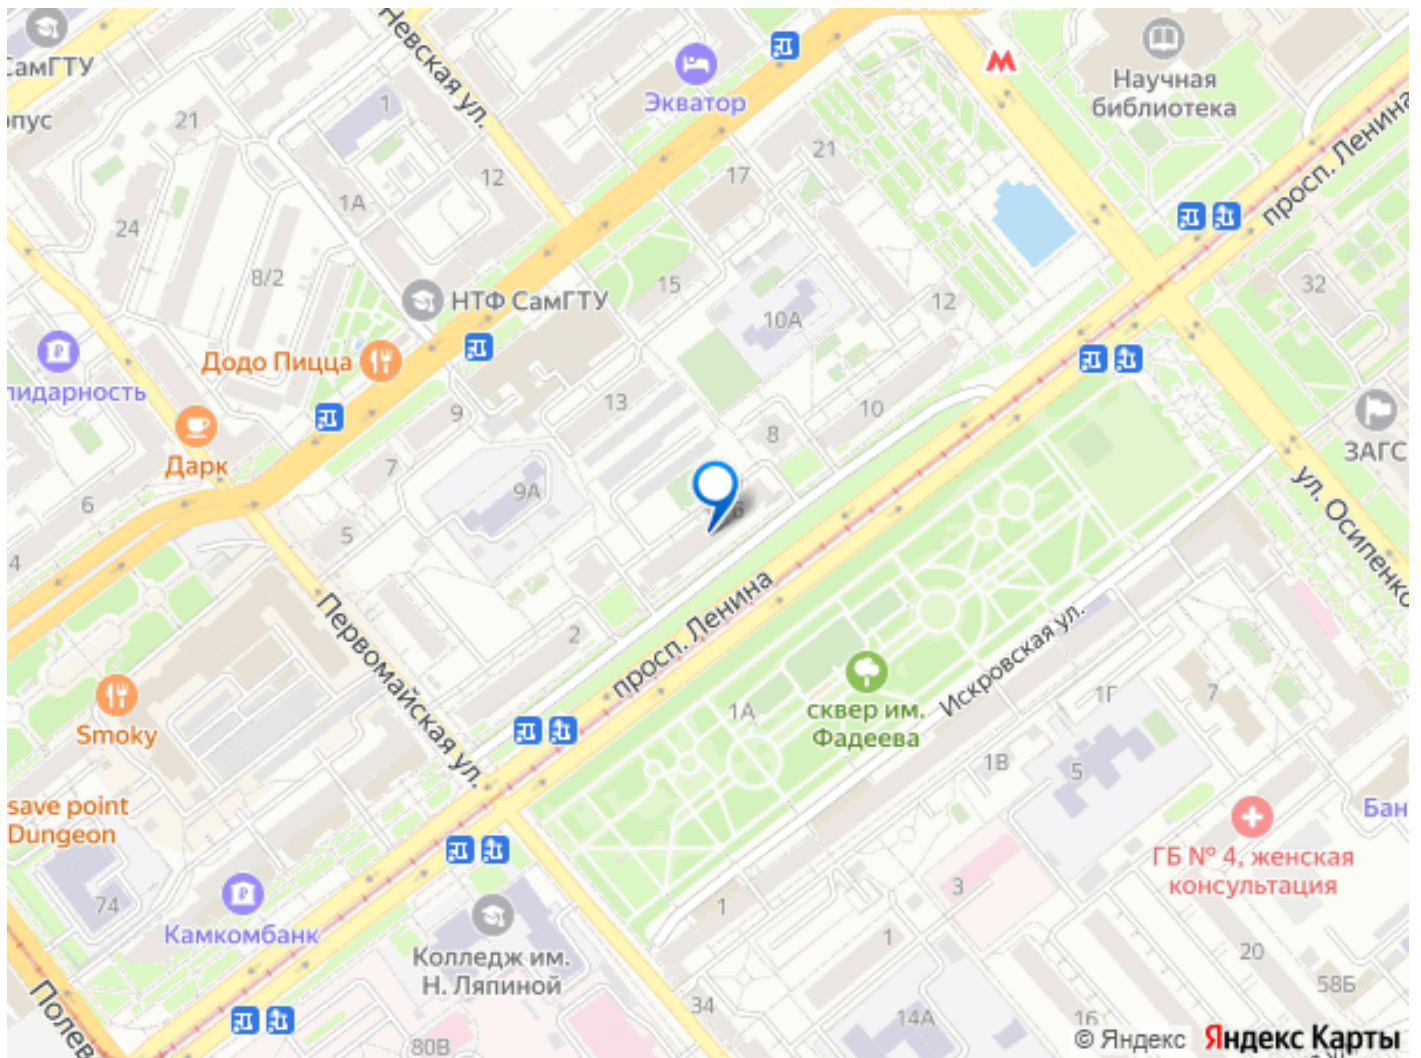 СамГТУ
Невская ул.
Экватор
Научная
библиотека
просп. Ленина
пус
21
1
12
1А
24
8/2
17
21
15
10А
12
32
НТФ СамГТУ
Додо Пицца
лидарность
Дарк
9
13
10
8
7
9А
6
5
4
ЗАГС
ул. Осипенко
Первомайская ул.
2
просп. Ленина
1А
сквер им.
Фадеева
Искровская ул.
1Г
7
1В
5
Smoky
save point
Dungeon
74
Камкомбанк
Колледж им.
Н. Ляпиной
1
3
1
Бан
ГБ № 4, женская
консультация
20
58Б
34
14А
16
80В
Полев
© Яндекс Яндекс Карты